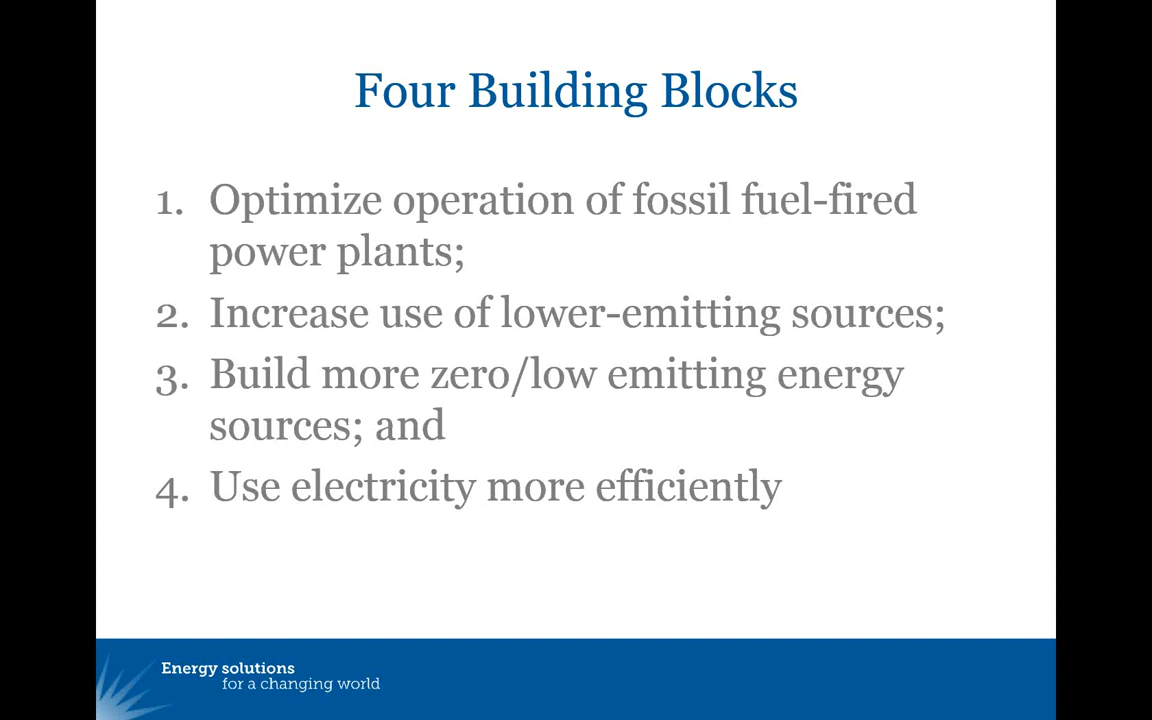 Four Building Blocks
1. Optimize operation of fossil fuel-fired
power plants;
2. Increase use of lower-emitting sources;
3. Build more zero/low emitting energy
sources; and
4. Use electricity more efficiently
Energy solutions
for a changing world